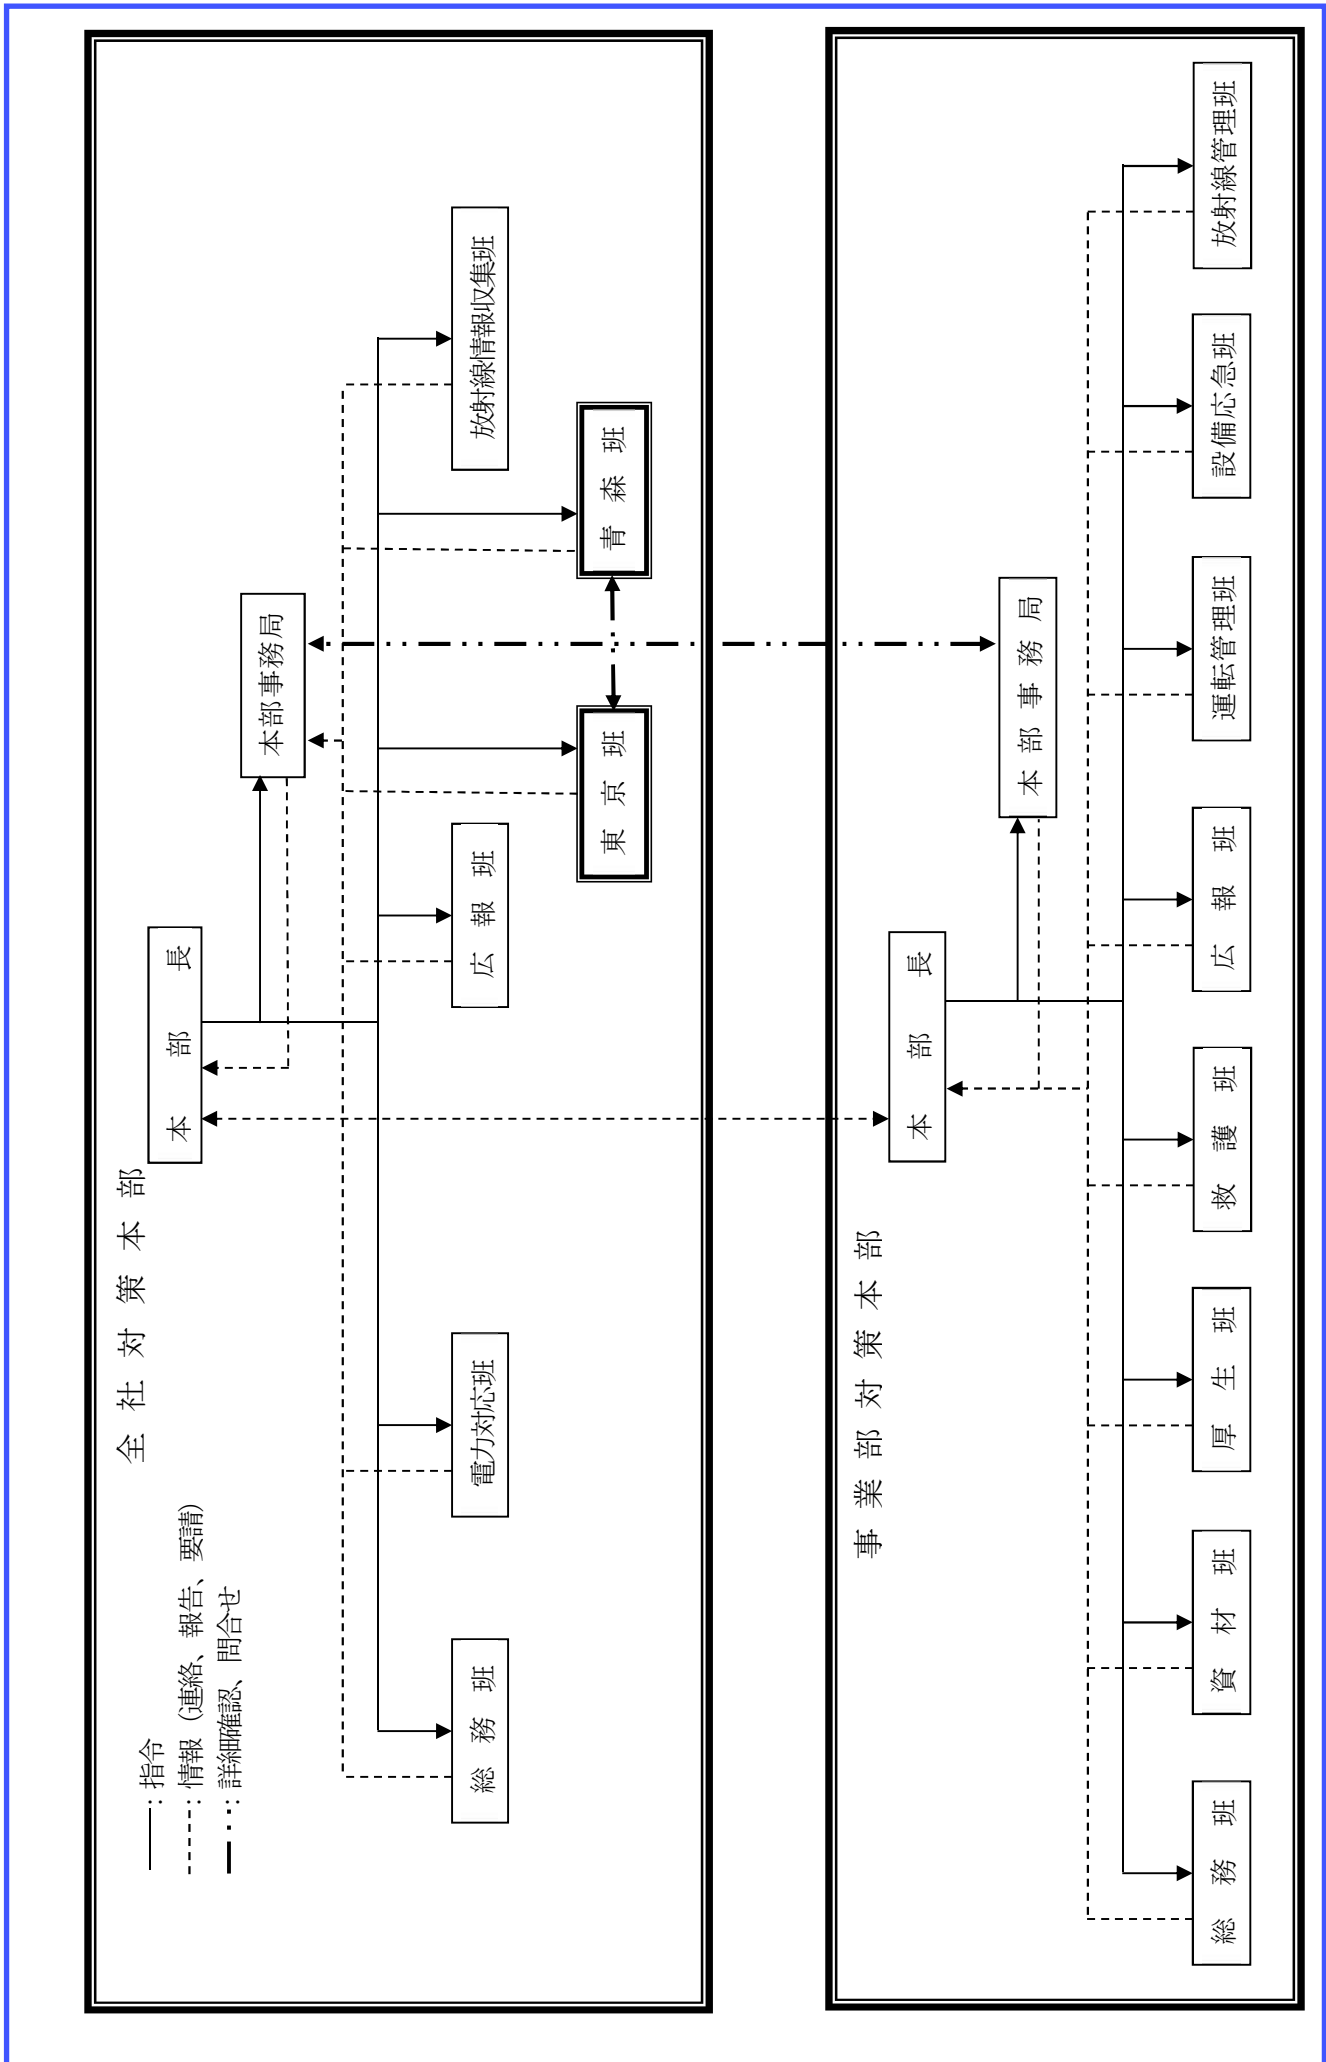 ―: 指令
----: 情報（連絡、報告、要請）
━‥: 詳細確認、問合せ
全社対策本部
本部長
本部事務局
総務班
電力対応班
広報班
放射線情報収集班
東京班
青森班
事業部対策本部
本部長
本部事務局
総務班
資材班
厚生班
救護班
広報班
運転管理班
設備応急班
放射線管理班